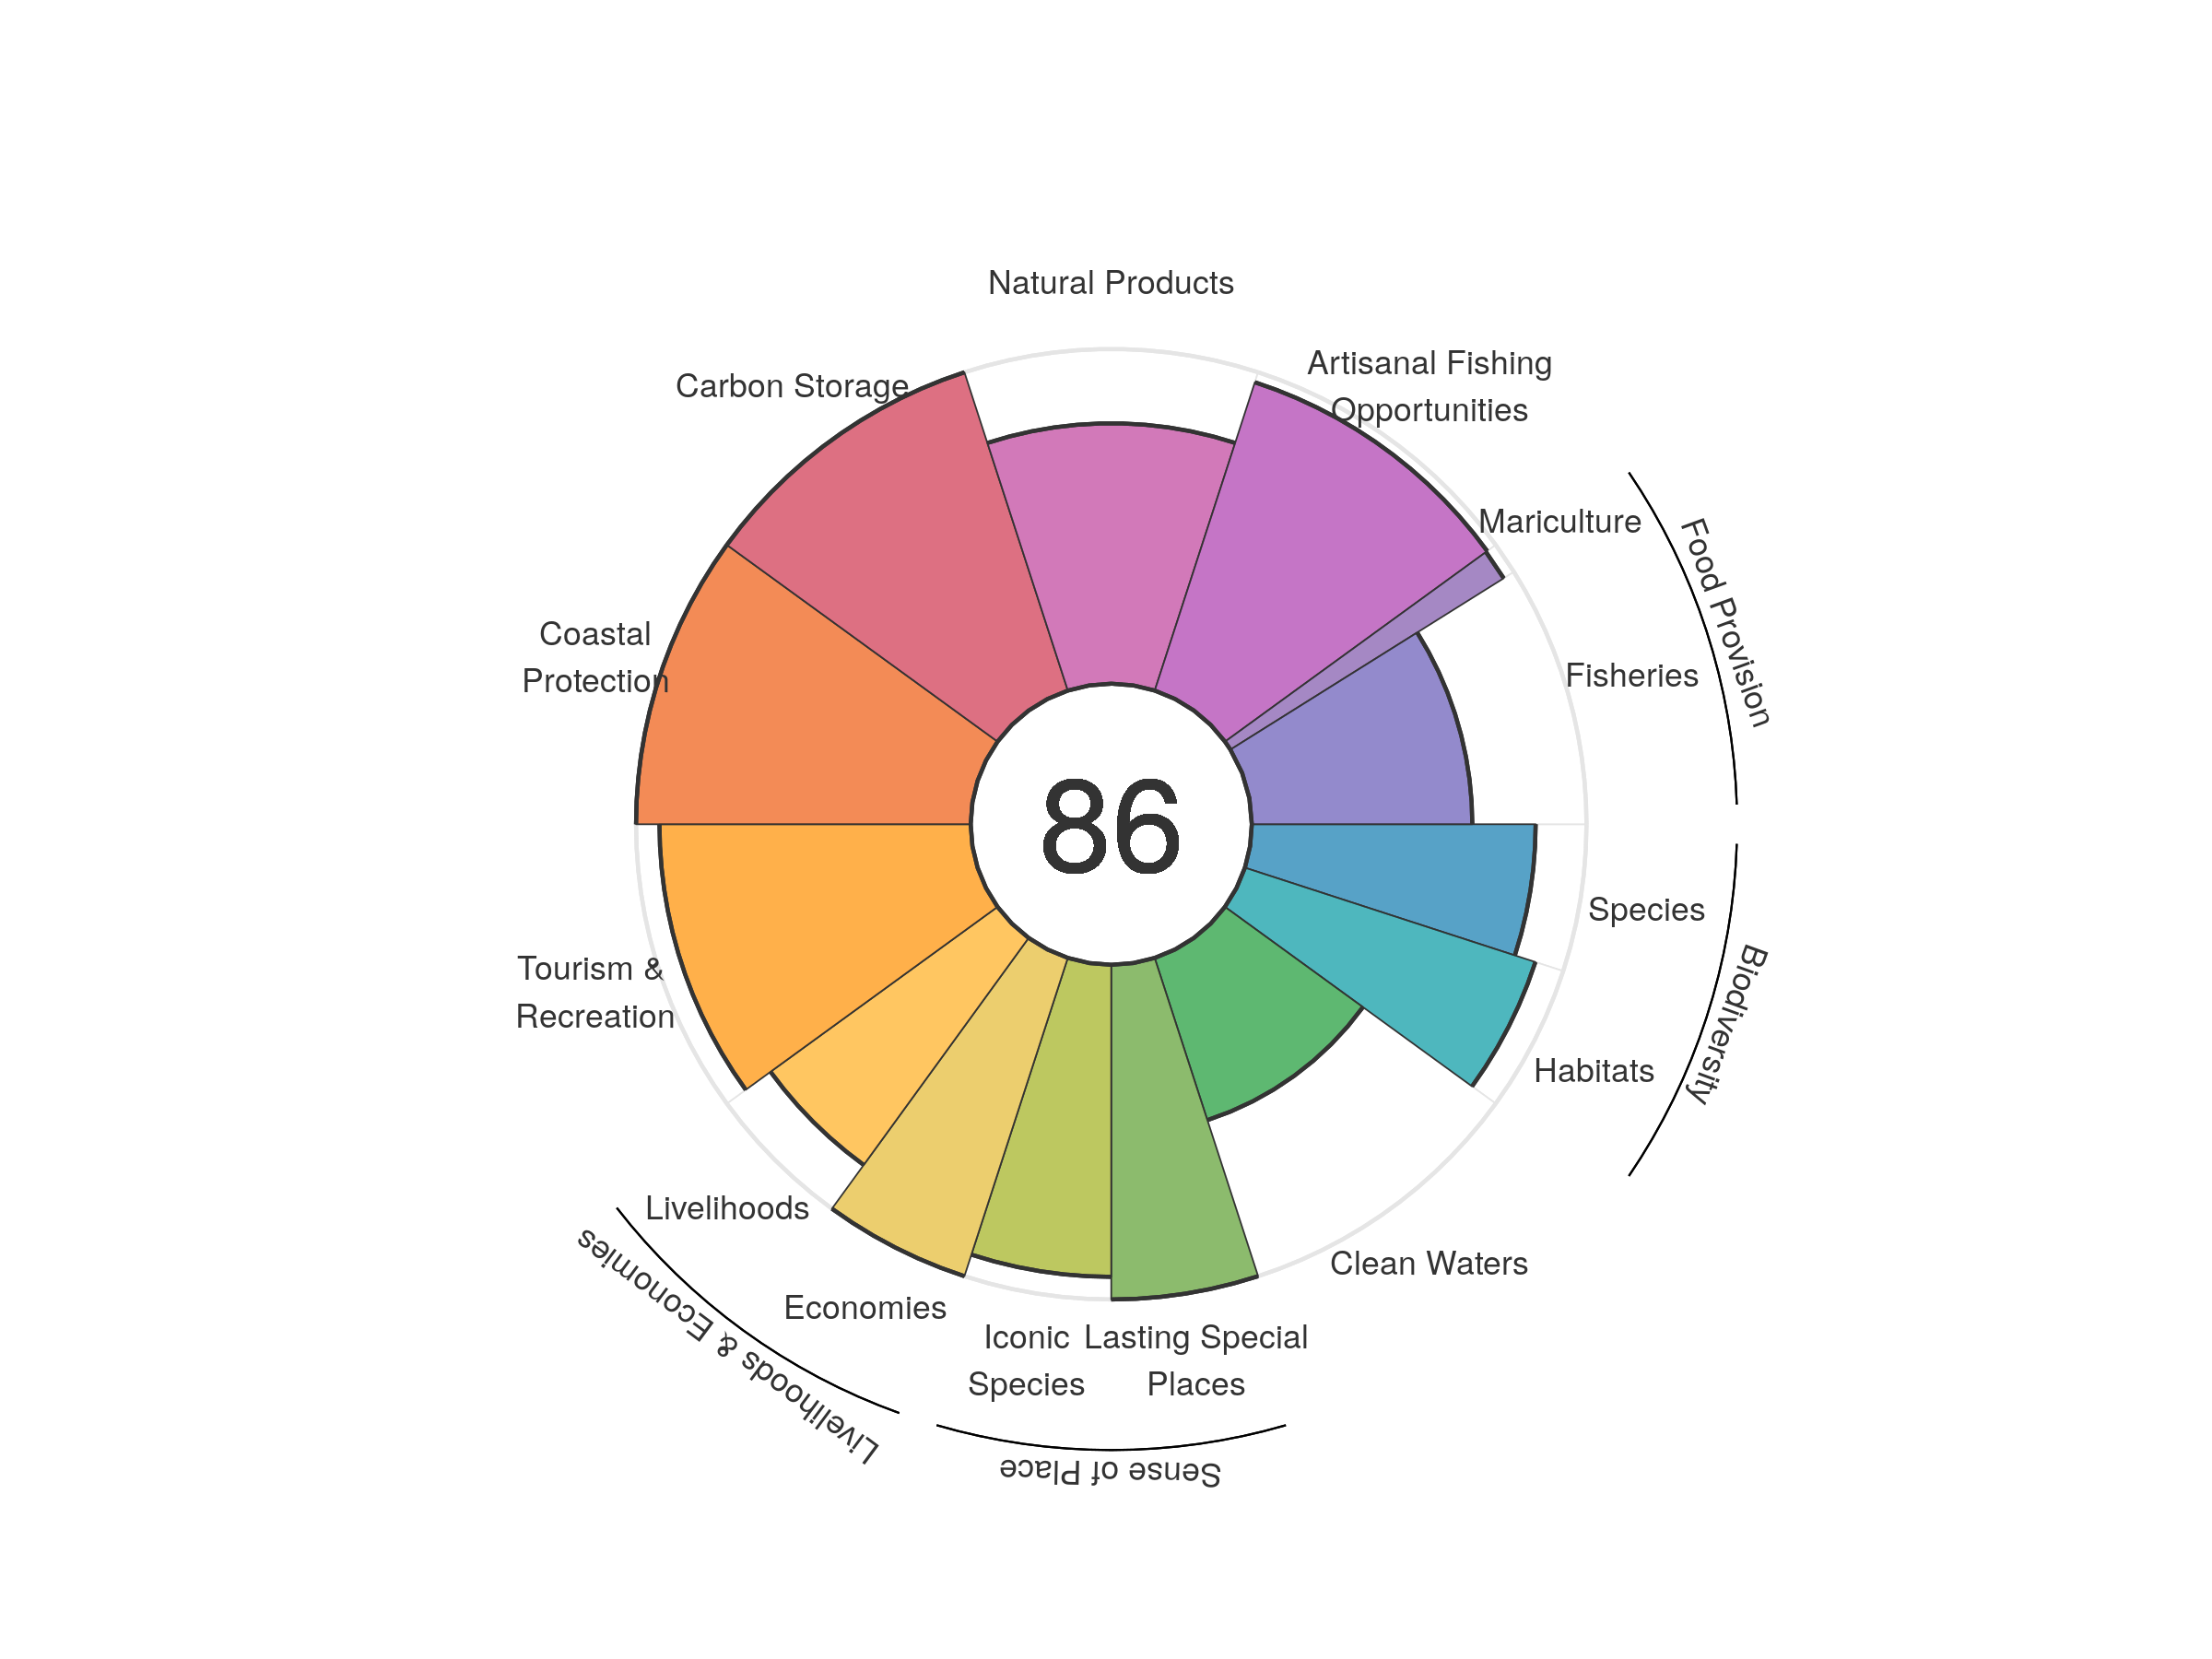 Natural Products
Artisanal Fishing
Opportunities
Carbon Storage
Mariculture
Food Provision
Fisheries
Coastal
Protection
86
Species
Biodiversity
Tourism &
Recreation
Habitats
Livelihoods
Clean Waters
Economies
Livelihoods & Economies
Iconic
Species
Lasting Special
Places
Sense of Place